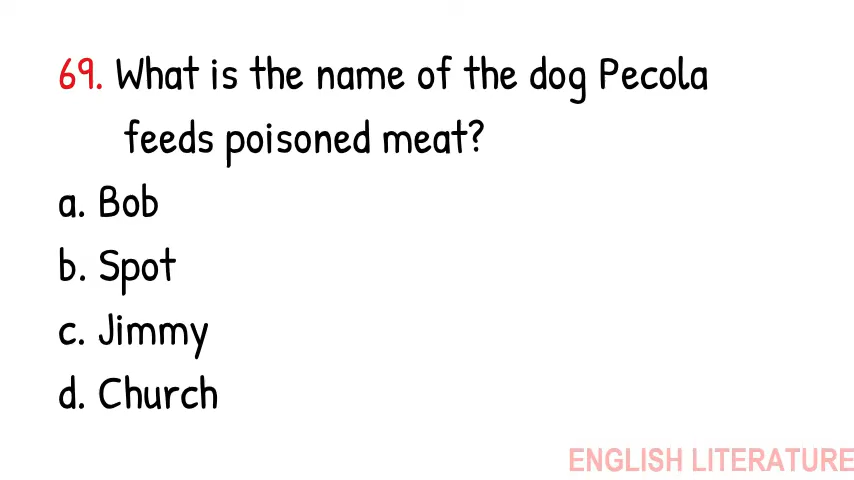 69. What is the name of the dog Pecola
feeds poisoned meat?
a. Bob
b. Spot
c. Jimmy
d. Church
ENGLISH LITERATURE